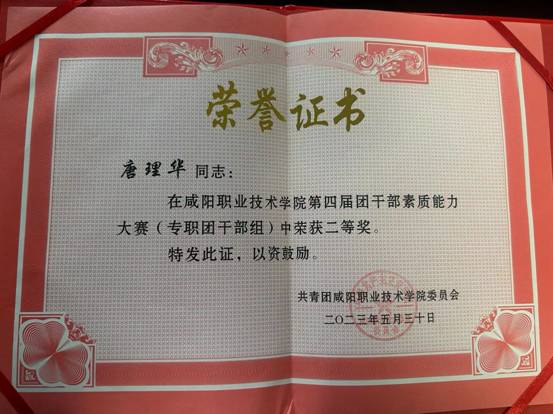 荣誉证书
唐理华 同志：
在咸阳职业技术学院第四届团干部素质能力
大赛（专职团干部组）中荣获二等奖。
特发此证，以资鼓励。
共青团咸阳职业技术学院委员会
二〇二三年五月三十日